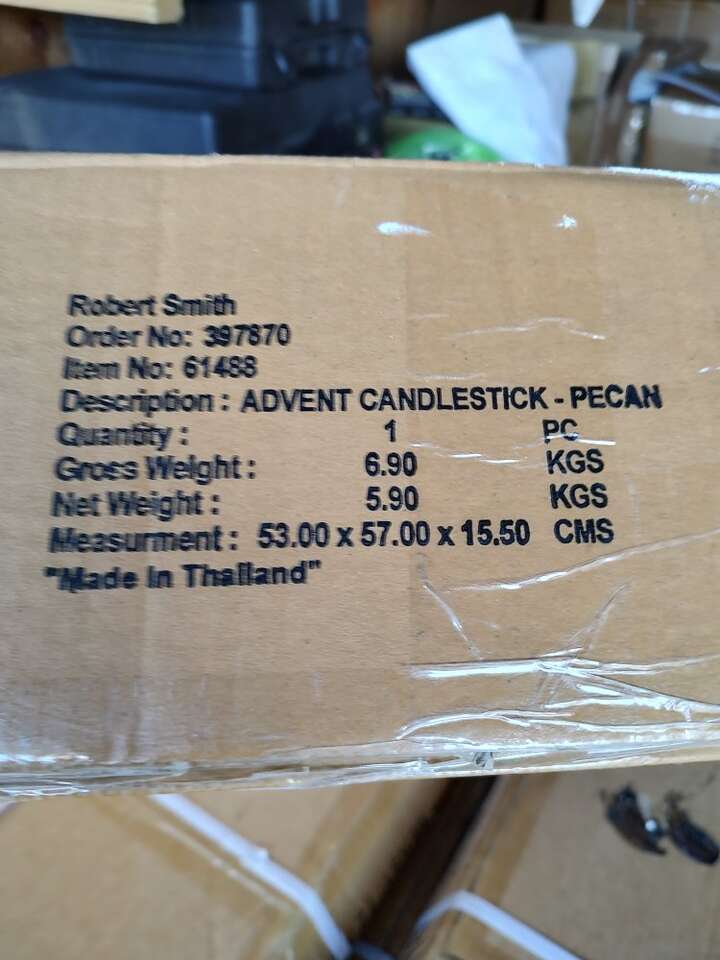 Robert Smith
Order No: 397870
Item No: 61488
Description : ADVENT CANDLESTICK - PECAN
Quantity : 1 PC
Gross Weight : 6.90 KGS
Net Weight : 5.90 KGS
Measurment : 53.00 x 57.00 x 15.50 CMS
"Made In Thailand"